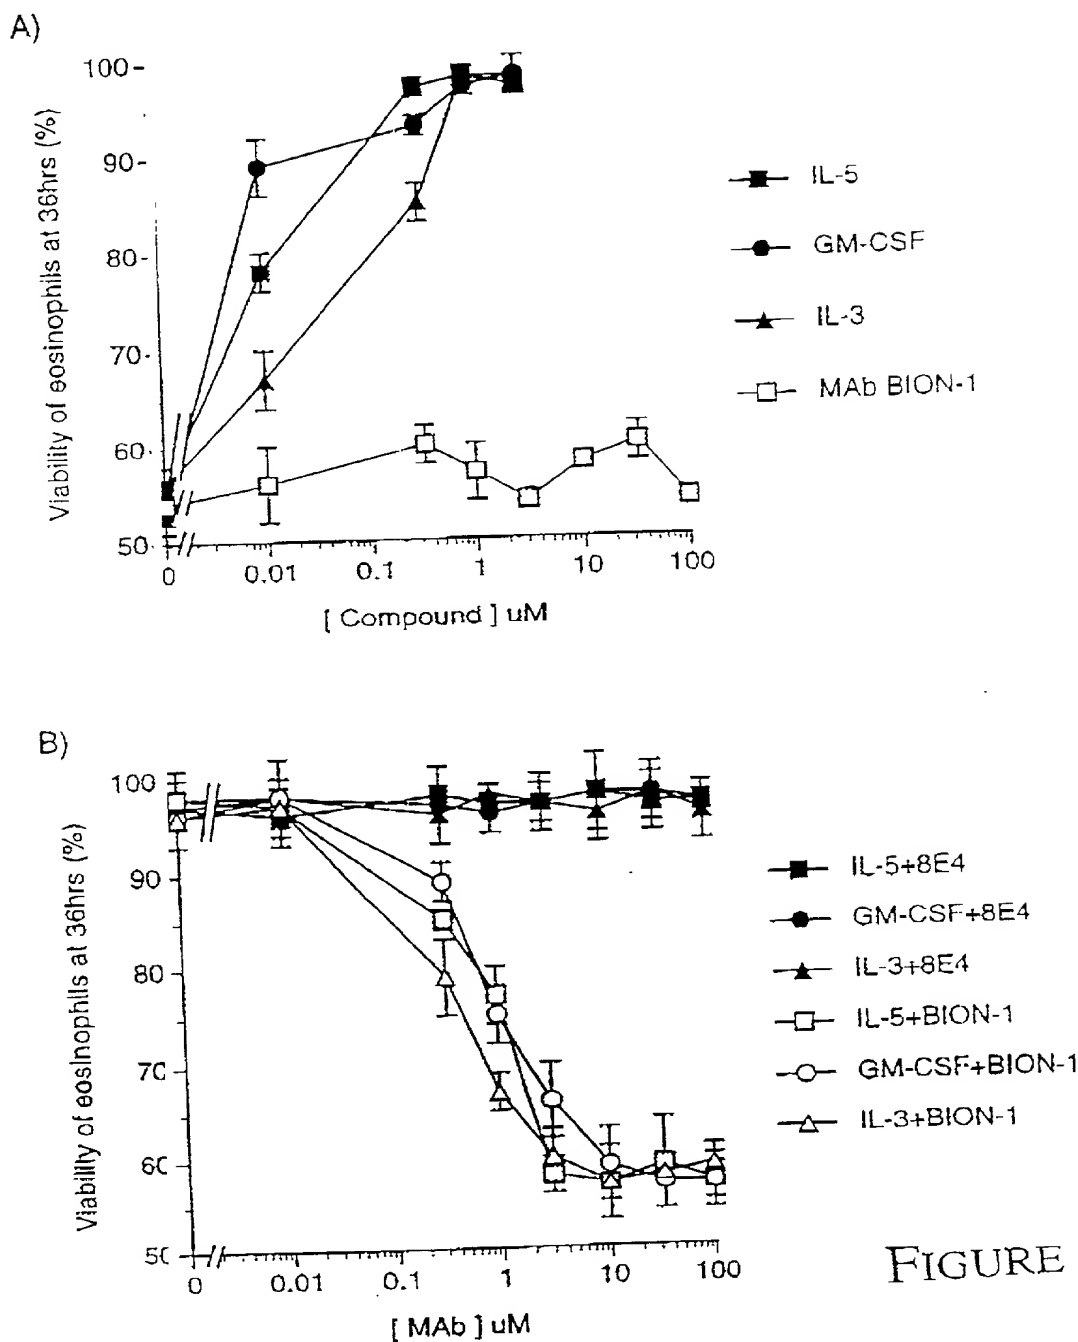 A)
Viability of eosinophils at 36hrs (%)
100-
90-
80-
70-
60-
50-
0 0.01 0.1 1 10 100
[ Compound ] uM
IL-5
GM-CSF
IL-3
MAb BION-1
B)
Viability of eosinophils at 36hrs (%)
100
90
80
70
60
50
0 0.01 0.1 1 10 100
[ MAb ] uM
IL-5+8E4
GM-CSF+8E4
IL-3+8E4
IL-5+BION-1
GM-CSF+BION-1
IL-3+BION-1
FIGURE